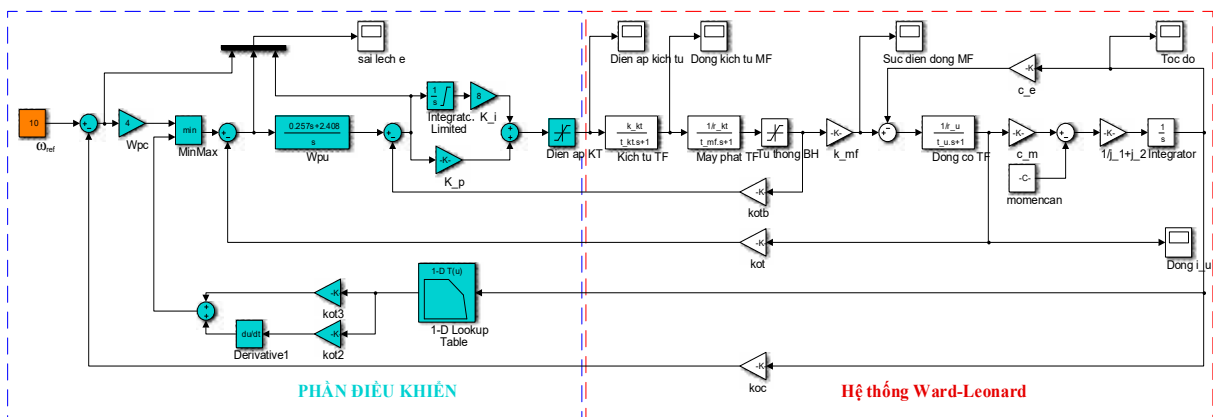 sai lech e
Dien ap kich tu
Dong kich tu MF
Suc dien dong MF
Toc do
-K-
c_e
10
ω_ref
4
Wpc
min
MinMax
0.257s+2.408
s
Wpu
1
s
Integratc.
Limited
8
K_i
-K-
K_p
Dien ap KT
k_kt
t_kt.s+1
Kich tu TF
1/r_kt
t_mf.s+1
May phat TF
Tu thong BH
-K-
k_mf
1/r_u
t_u.s+1
Dong co TF
-K-
c_m
-C-
momencan
-K-
1/j_1+j_2
1
s
Integrator
-K-
kotb
-K-
kot
Dong i_u
1-D T(u)
1-D Lookup
Table
-K-
kot3
-K-
kot2
du/dt
Derivative1
-K-
koc
PHẦN ĐIỀU KHIỂN
Hệ thống Ward-Leonard